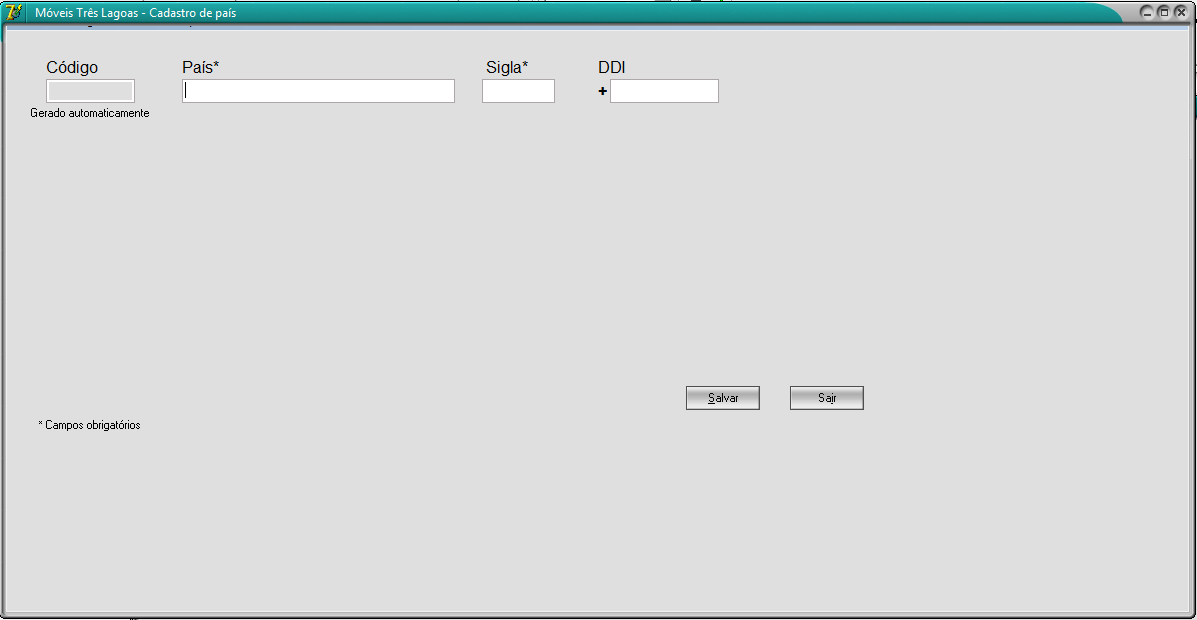 Móveis Três Lagoas - Cadastro de país
Código País* Sigla* DDI
+
Gerado automaticamente
Salvar Sair
* Campos obrigatórios